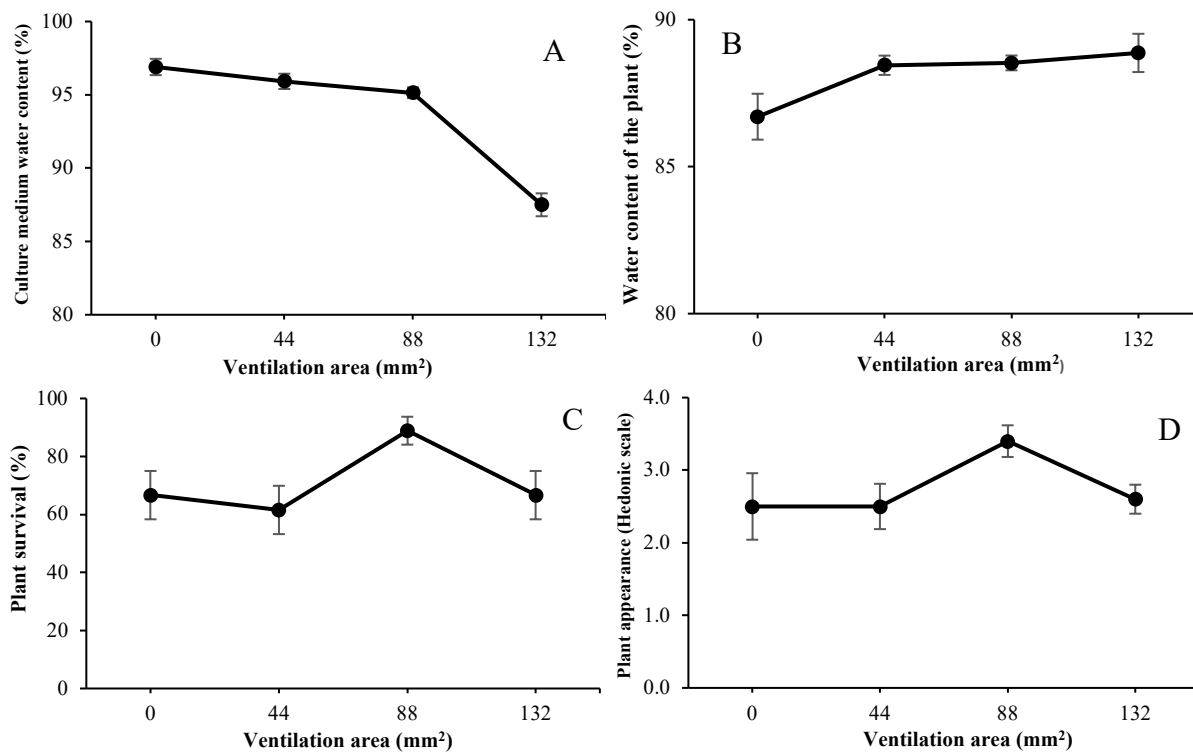 A
Culture medium water content (%)
100
95
90
85
80
0 44 88 132
Ventilation area (mm²)
B
Water content of the plant (%)
90
85
80
0 44 88 132
Ventilation area (mm²)
C
Plant survival (%)
100
80
60
40
20
0
0 44 88 132
Ventilation area (mm²)
D
Plant appearance (Hedonic scale)
4.0
3.0
2.0
1.0
0.0
0 44 88 132
Ventilation area (mm²)